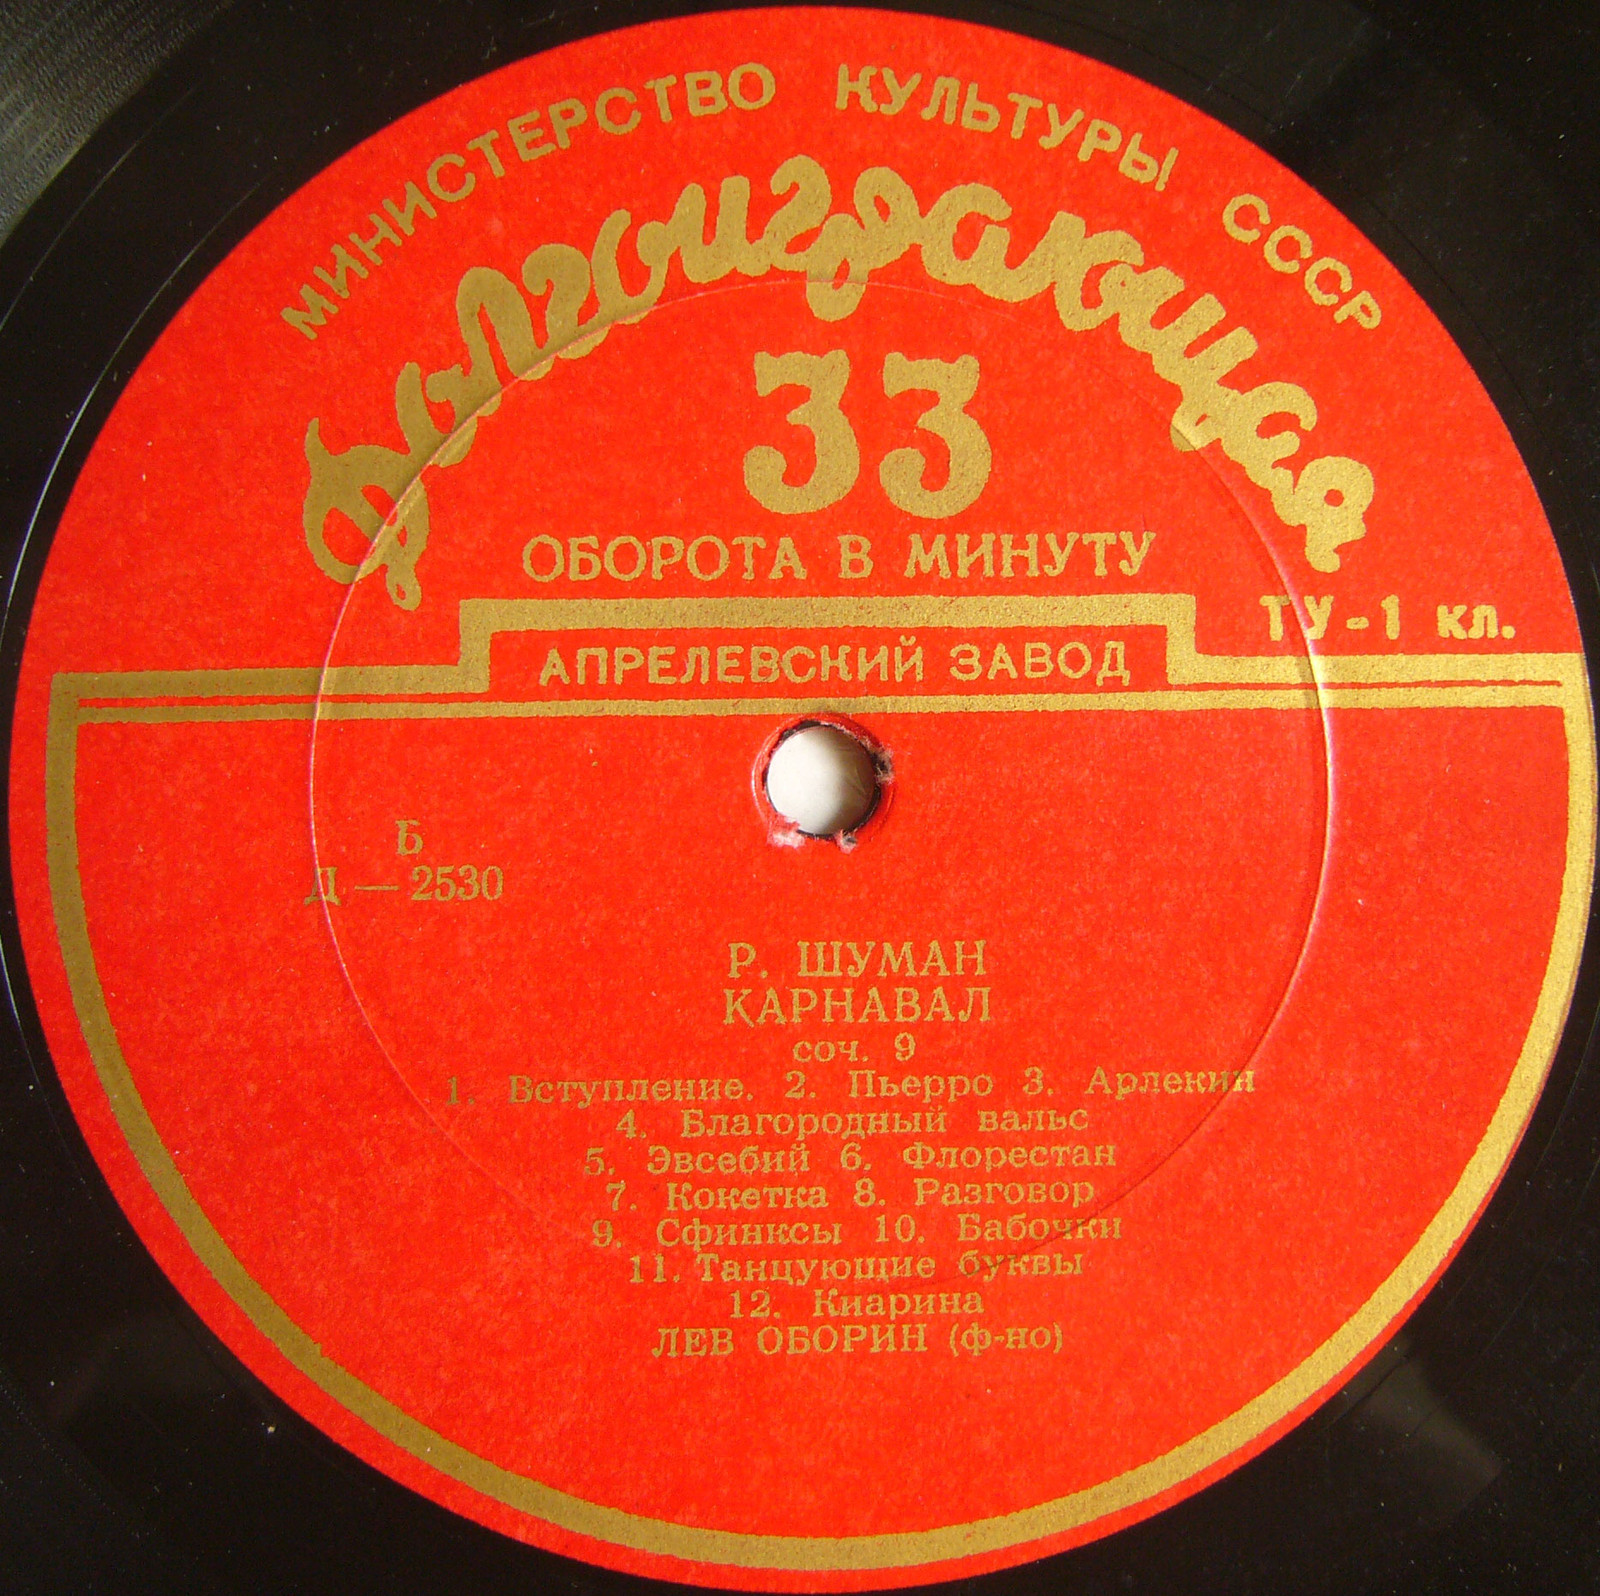 МИНИСТЕРСТВО КУЛЬТУРЫ СССР
Долгоиграющая
33
ОБОРОТА В МИНУТУ
ТУ-1 кл.
АПРЕЛЕВСКИЙ ЗАВОД
Б
Д — 2530
Р. ШУМАН
КАРНАВАЛ
соч. 9
1. Вступление. 2. Пьерро 3. Арлекин
4. Благородный вальс
5. Эвсебий 6. Флорестан
7. Кокетка 8. Разговор
9. Сфинксы 10. Бабочки
11. Танцующие буквы
12. Киарина
ЛЕВ ОБОРИН (ф-но)